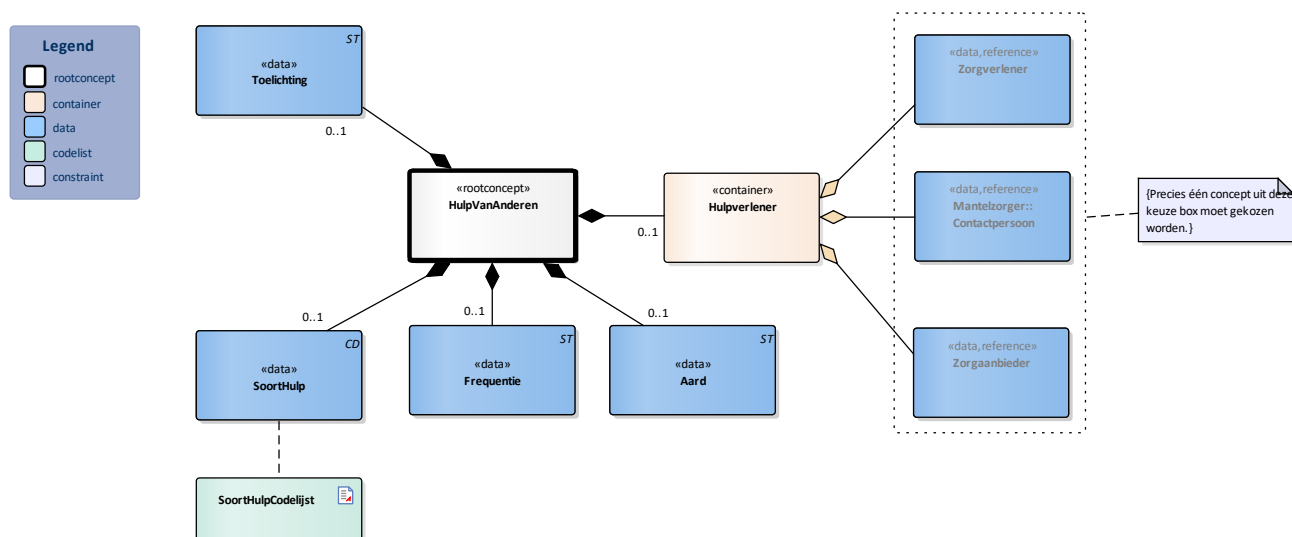 Legend
rootconcept
container
data
codelist
constraint
ST
«data»
Toelichting
0..1
«rootconcept»
HulpVanAnderen
0..1
«container»
Hulpverlener
«data,reference»
Zorgverlener
«data,reference»
Mantelzorger::
Contactpersoon
«data,reference»
Zorgaanbieder
{Precies één concept uit deze
keuze box moet gekozen
worden.}
0..1
CD
«data»
SoortHulp
0..1
ST
«data»
Frequentie
0..1
ST
«data»
Aard
SoortHulpCodelijst